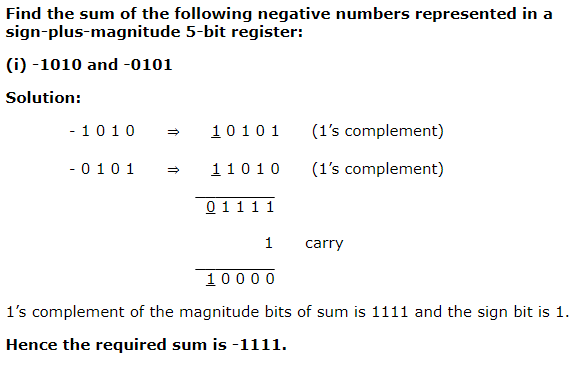 Find the sum of the following negative numbers represented in a
sign-plus-magnitude 5-bit register:
(i) -1010 and -0101
Solution:
- 1 0 1 0 ⇒ 1 0 1 0 1 (1’s complement)
- 0 1 0 1 ⇒ 1 1 0 1 0 (1’s complement)
0 1 1 1 1
1 carry
1 0 0 0 0
1’s complement of the magnitude bits of sum is 1111 and the sign bit is 1.
Hence the required sum is -1111.